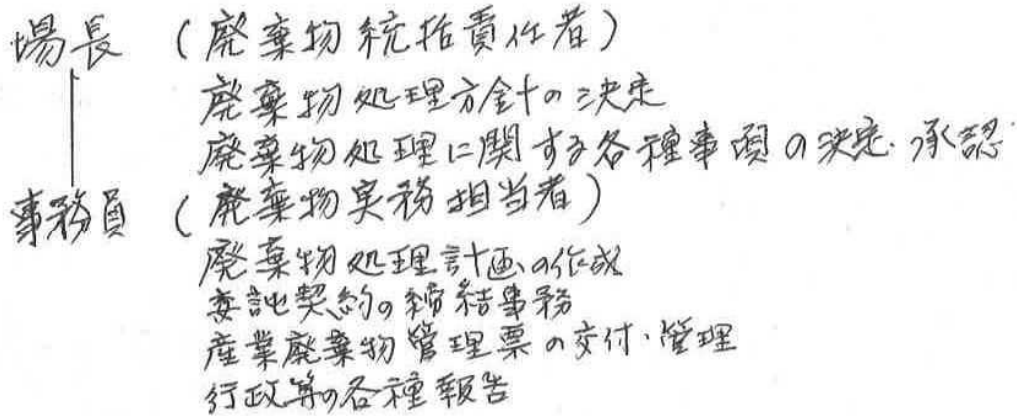 場長 (廃棄物統括責任者)
廃棄物処理方針の決定
廃棄物処理に関する各種事項の決定、承認
事務員 (廃棄物実務担当者)
廃棄物処理計画の作成
委託契約の締結事務
産業廃棄物管理票の交付・管理
行政等の各種報告